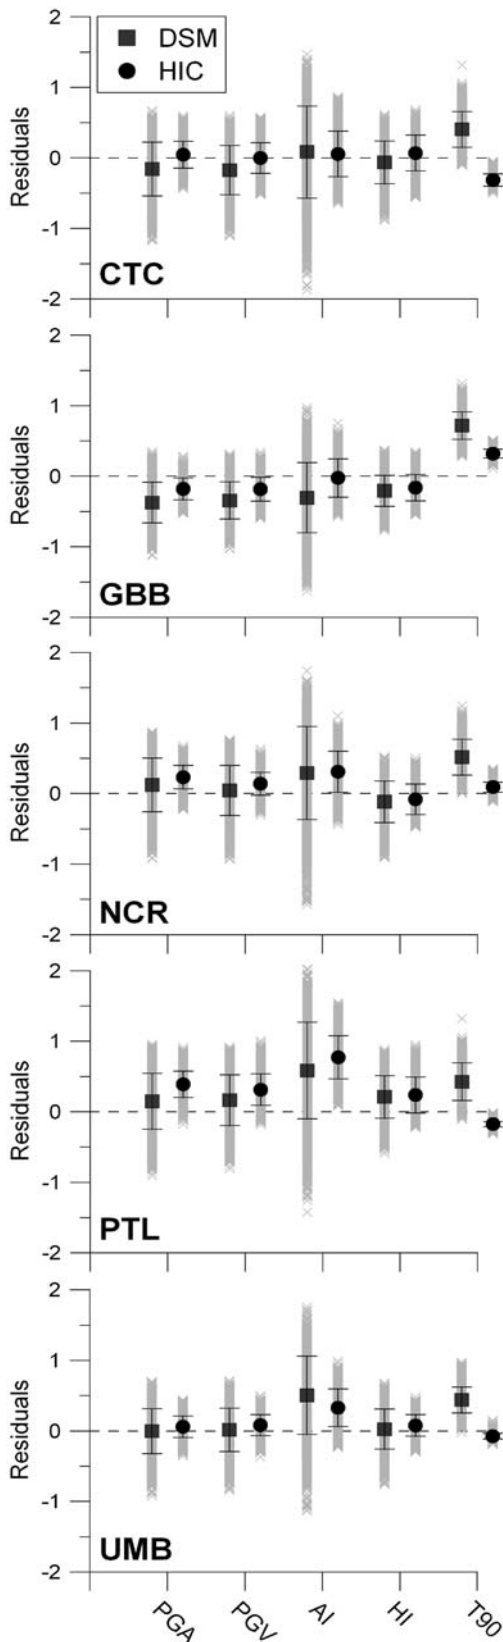 2
DSM
HIC
1
Residuals
0
-1
CTC
-2
2
1
Residuals
0
-1
GBB
-2
2
1
Residuals
0
-1
NCR
-2
2
1
Residuals
0
-1
PTL
-2
2
1
Residuals
0
-1
UMB
-2
PGA PGV AI HI T90